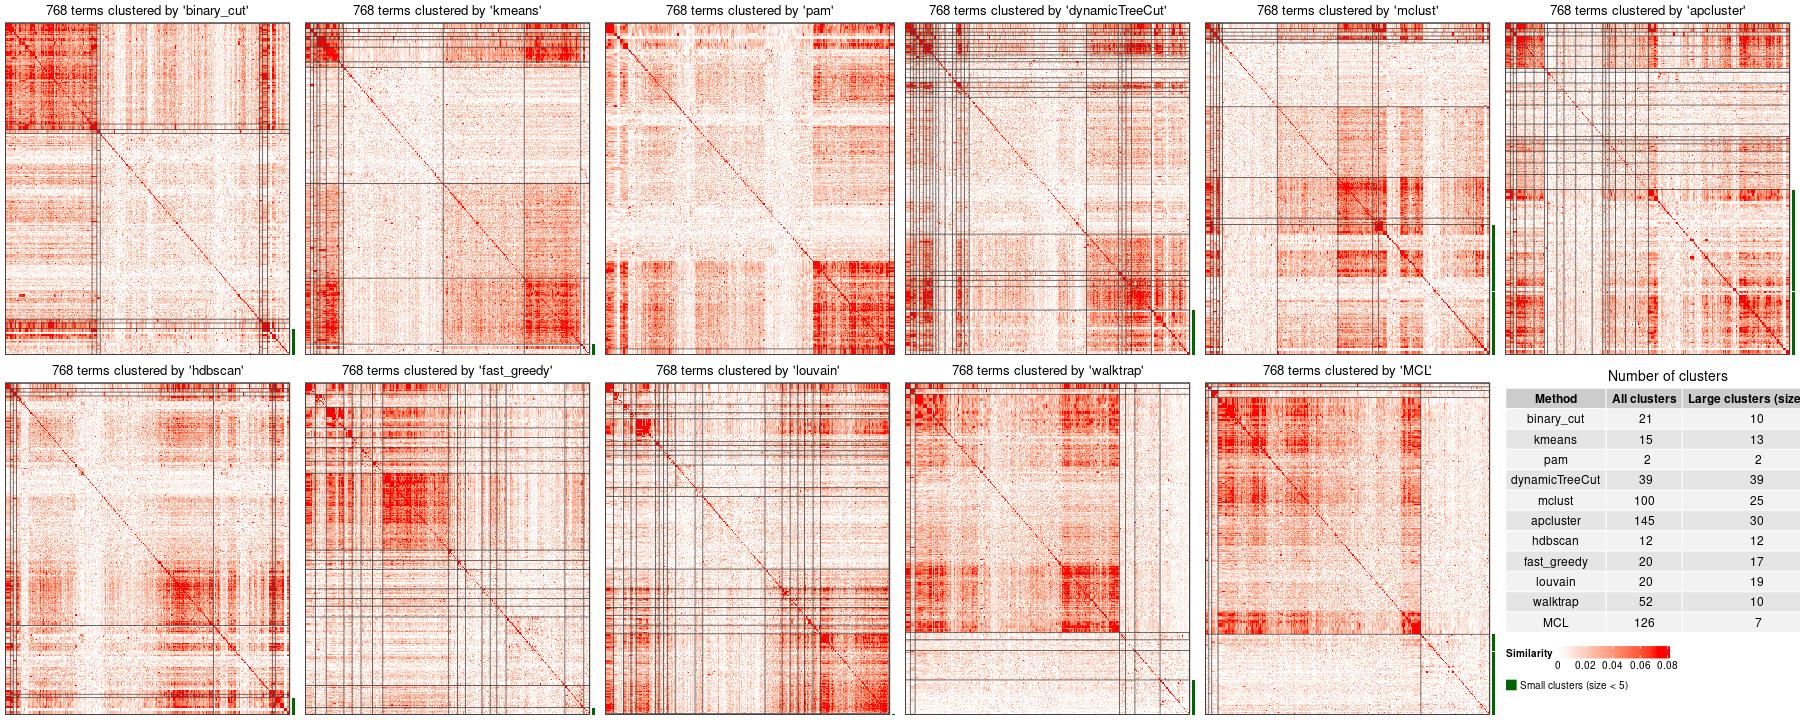 768 terms clustered by 'binary_cut'
768 terms clustered by 'kmeans'
768 terms clustered by 'pam'
768 terms clustered by 'dynamicTreeCut'
768 terms clustered by 'mclust'
768 terms clustered by 'apcluster'
768 terms clustered by 'hdbscan'
768 terms clustered by 'fast_greedy'
768 terms clustered by 'louvain'
768 terms clustered by 'walktrap'
768 terms clustered by 'MCL'
Number of clusters
Method All clusters Large clusters (size
binary_cut 21 10
kmeans 15 13
pam 2 2
dynamicTreeCut 39 39
mclust 100 25
apcluster 145 30
hdbscan 12 12
fast_greedy 20 17
louvain 20 19
walktrap 52 10
MCL 126 7
Similarity
0 0.02 0.04 0.06 0.08
Small clusters (size < 5)